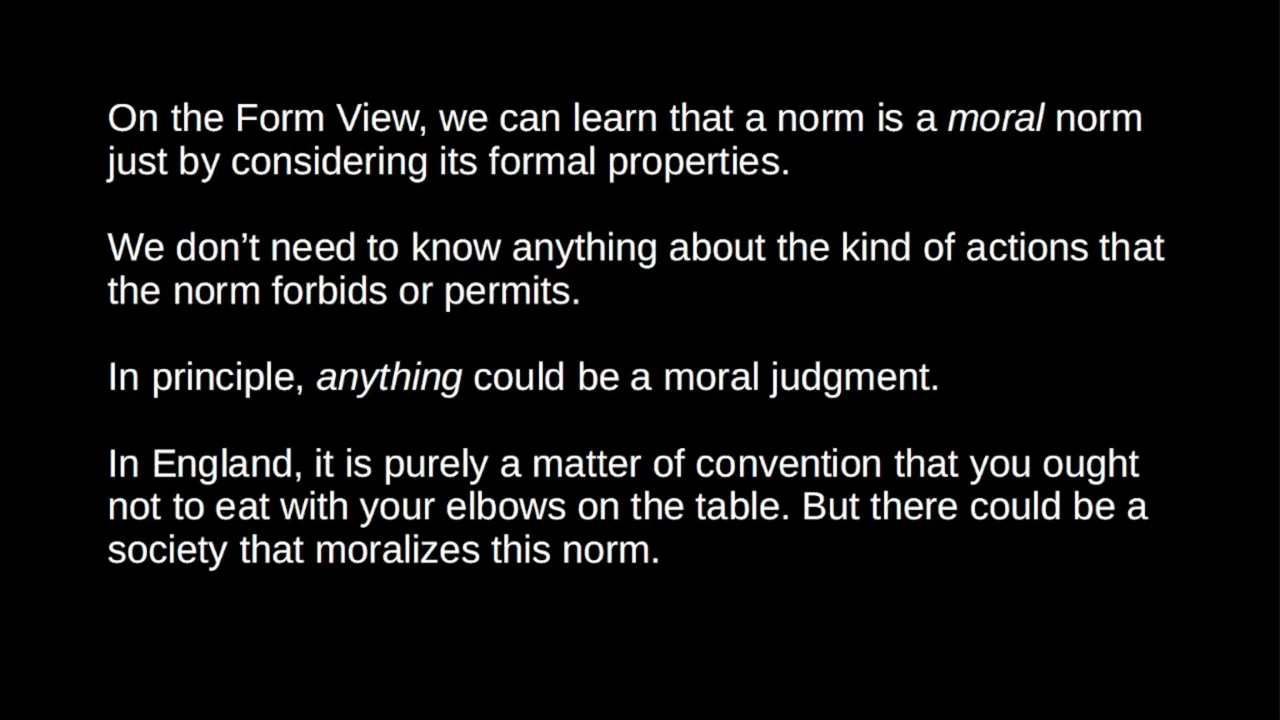 On the Form View, we can learn that a norm is a moral norm
just by considering its formal properties.
We don’t need to know anything about the kind of actions that
the norm forbids or permits.
In principle, anything could be a moral judgment.
In England, it is purely a matter of convention that you ought
not to eat with your elbows on the table. But there could be a
society that moralizes this norm.